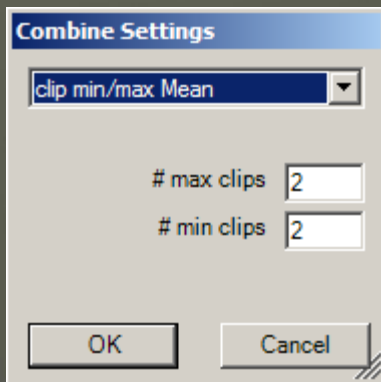 Combine Settings
clip min/max Mean
# max clips 2
# min clips 2
OK Cancel